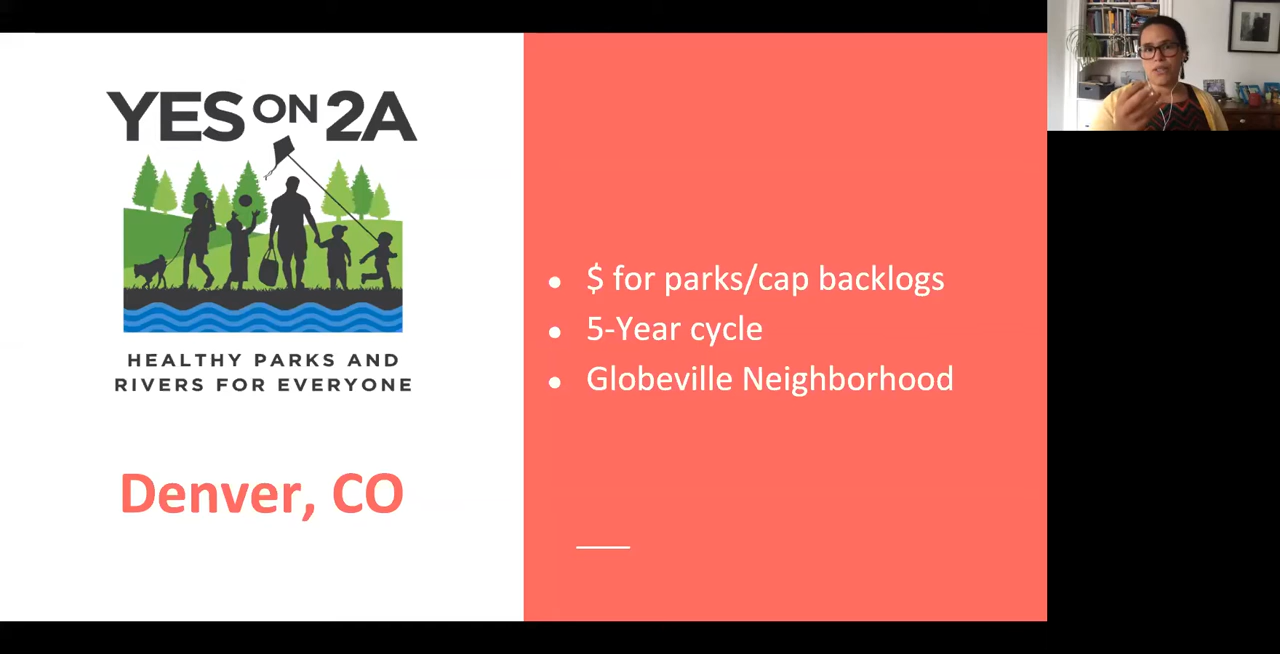 YES ON 2A
HEALTHY PARKS AND
RIVERS FOR EVERYONE
Denver, CO
• $ for parks/cap backlogs
• 5-Year cycle
• Globeville Neighborhood